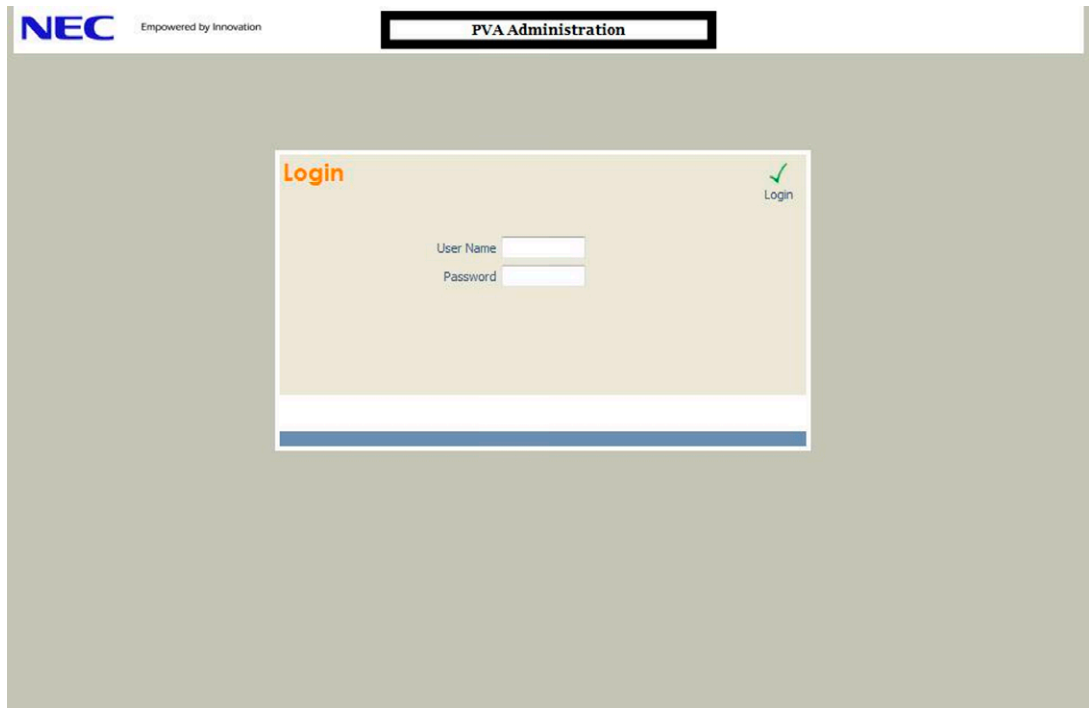 NEC Empowered by Innovation PVA Administration
Login
Login
User Name
Password